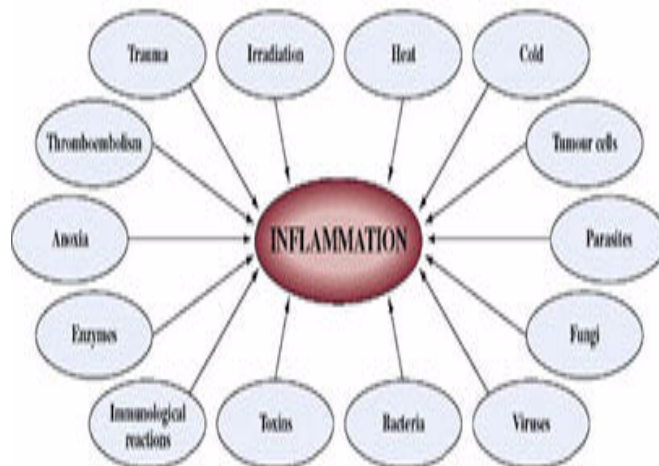 Trauma
Irradiation
Heat
Cold
Thromboembolism
Tumour cells
Anoxia
INFLAMMATION
Parasites
Enzymes
Fungi
Immunological
reactions
Toxins
Bacteria
Viruses